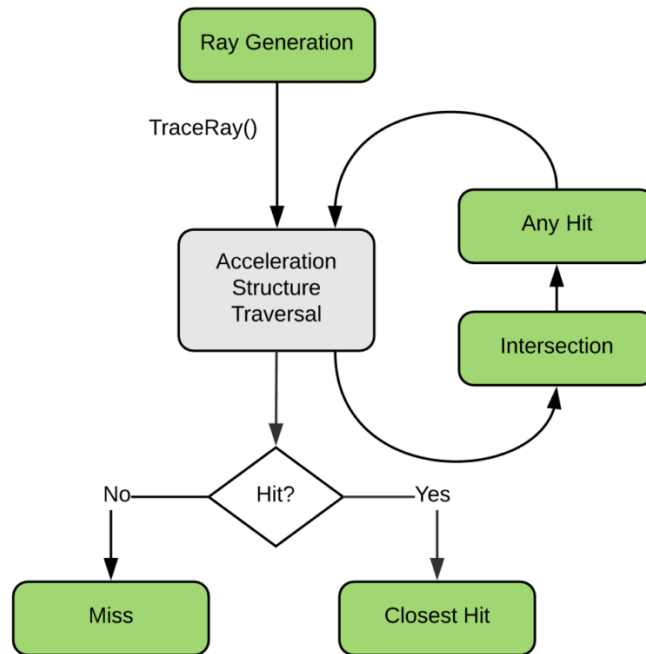 Ray Generation
TraceRay()
Any Hit
Acceleration
Structure
Traversal
Intersection
Hit?
No
Yes
Miss
Closest Hit